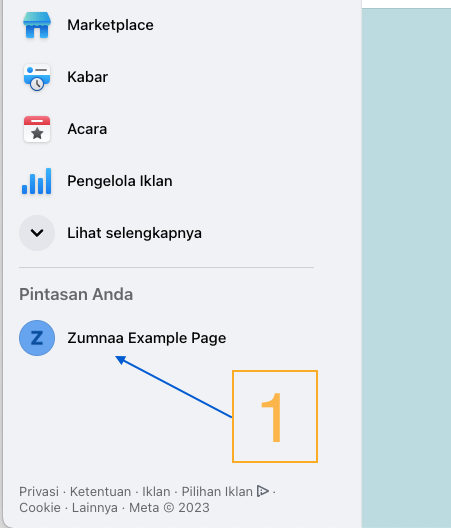 Marketplace
Kabar
Acara
Pengelola Iklan
Lihat selengkapnya
Pintasan Anda
Z
Zumnaa Example Page
1
Privasi · Ketentuan · Iklan · Pilihan Iklan ·
Cookie · Lainnya · Meta © 2023